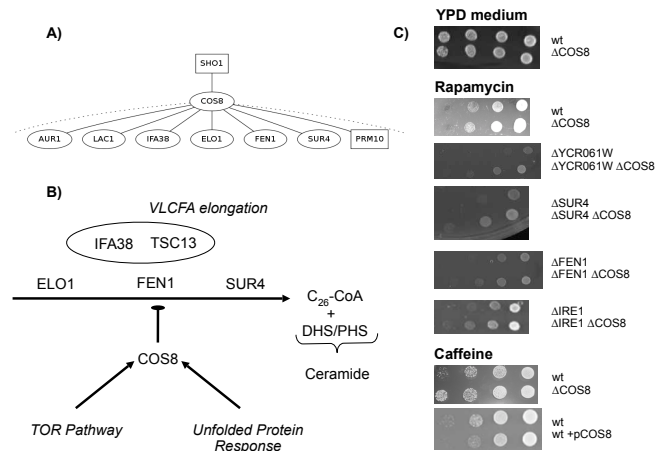 A)
SHO1
COS8
AUR1
LAC1
IFA38
ELO1
FEN1
SUR4
PRM10
B)
VLCFA elongation
IFA38 TSC13
ELO1 FEN1 SUR4
C26-CoA
+
DHS/PHS
Ceramide
COS8
TOR Pathway
Unfolded Protein
Response
C)
YPD medium
wt
ΔCOS8
Rapamycin
wt
ΔCOS8
ΔYCR061W
ΔYCR061W ΔCOS8
ΔSUR4
ΔSUR4 ΔCOS8
ΔFEN1
ΔFEN1 ΔCOS8
ΔIRE1
ΔIRE1 ΔCOS8
Caffeine
wt
ΔCOS8
wt
wt +pCOS8